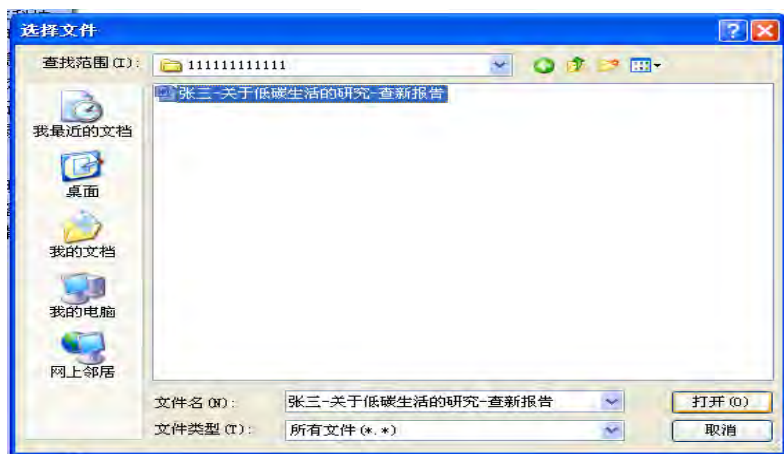 选择文件
查找范围(I):
111111111111
张三-关于低碳生活的研究-查新报告
我最近的文档
桌面
我的文档
我的电脑
网上邻居
文件名(N):
张三-关于低碳生活的研究-查新报告
打开(O)
文件类型(T):
所有文件(*.*)
取消